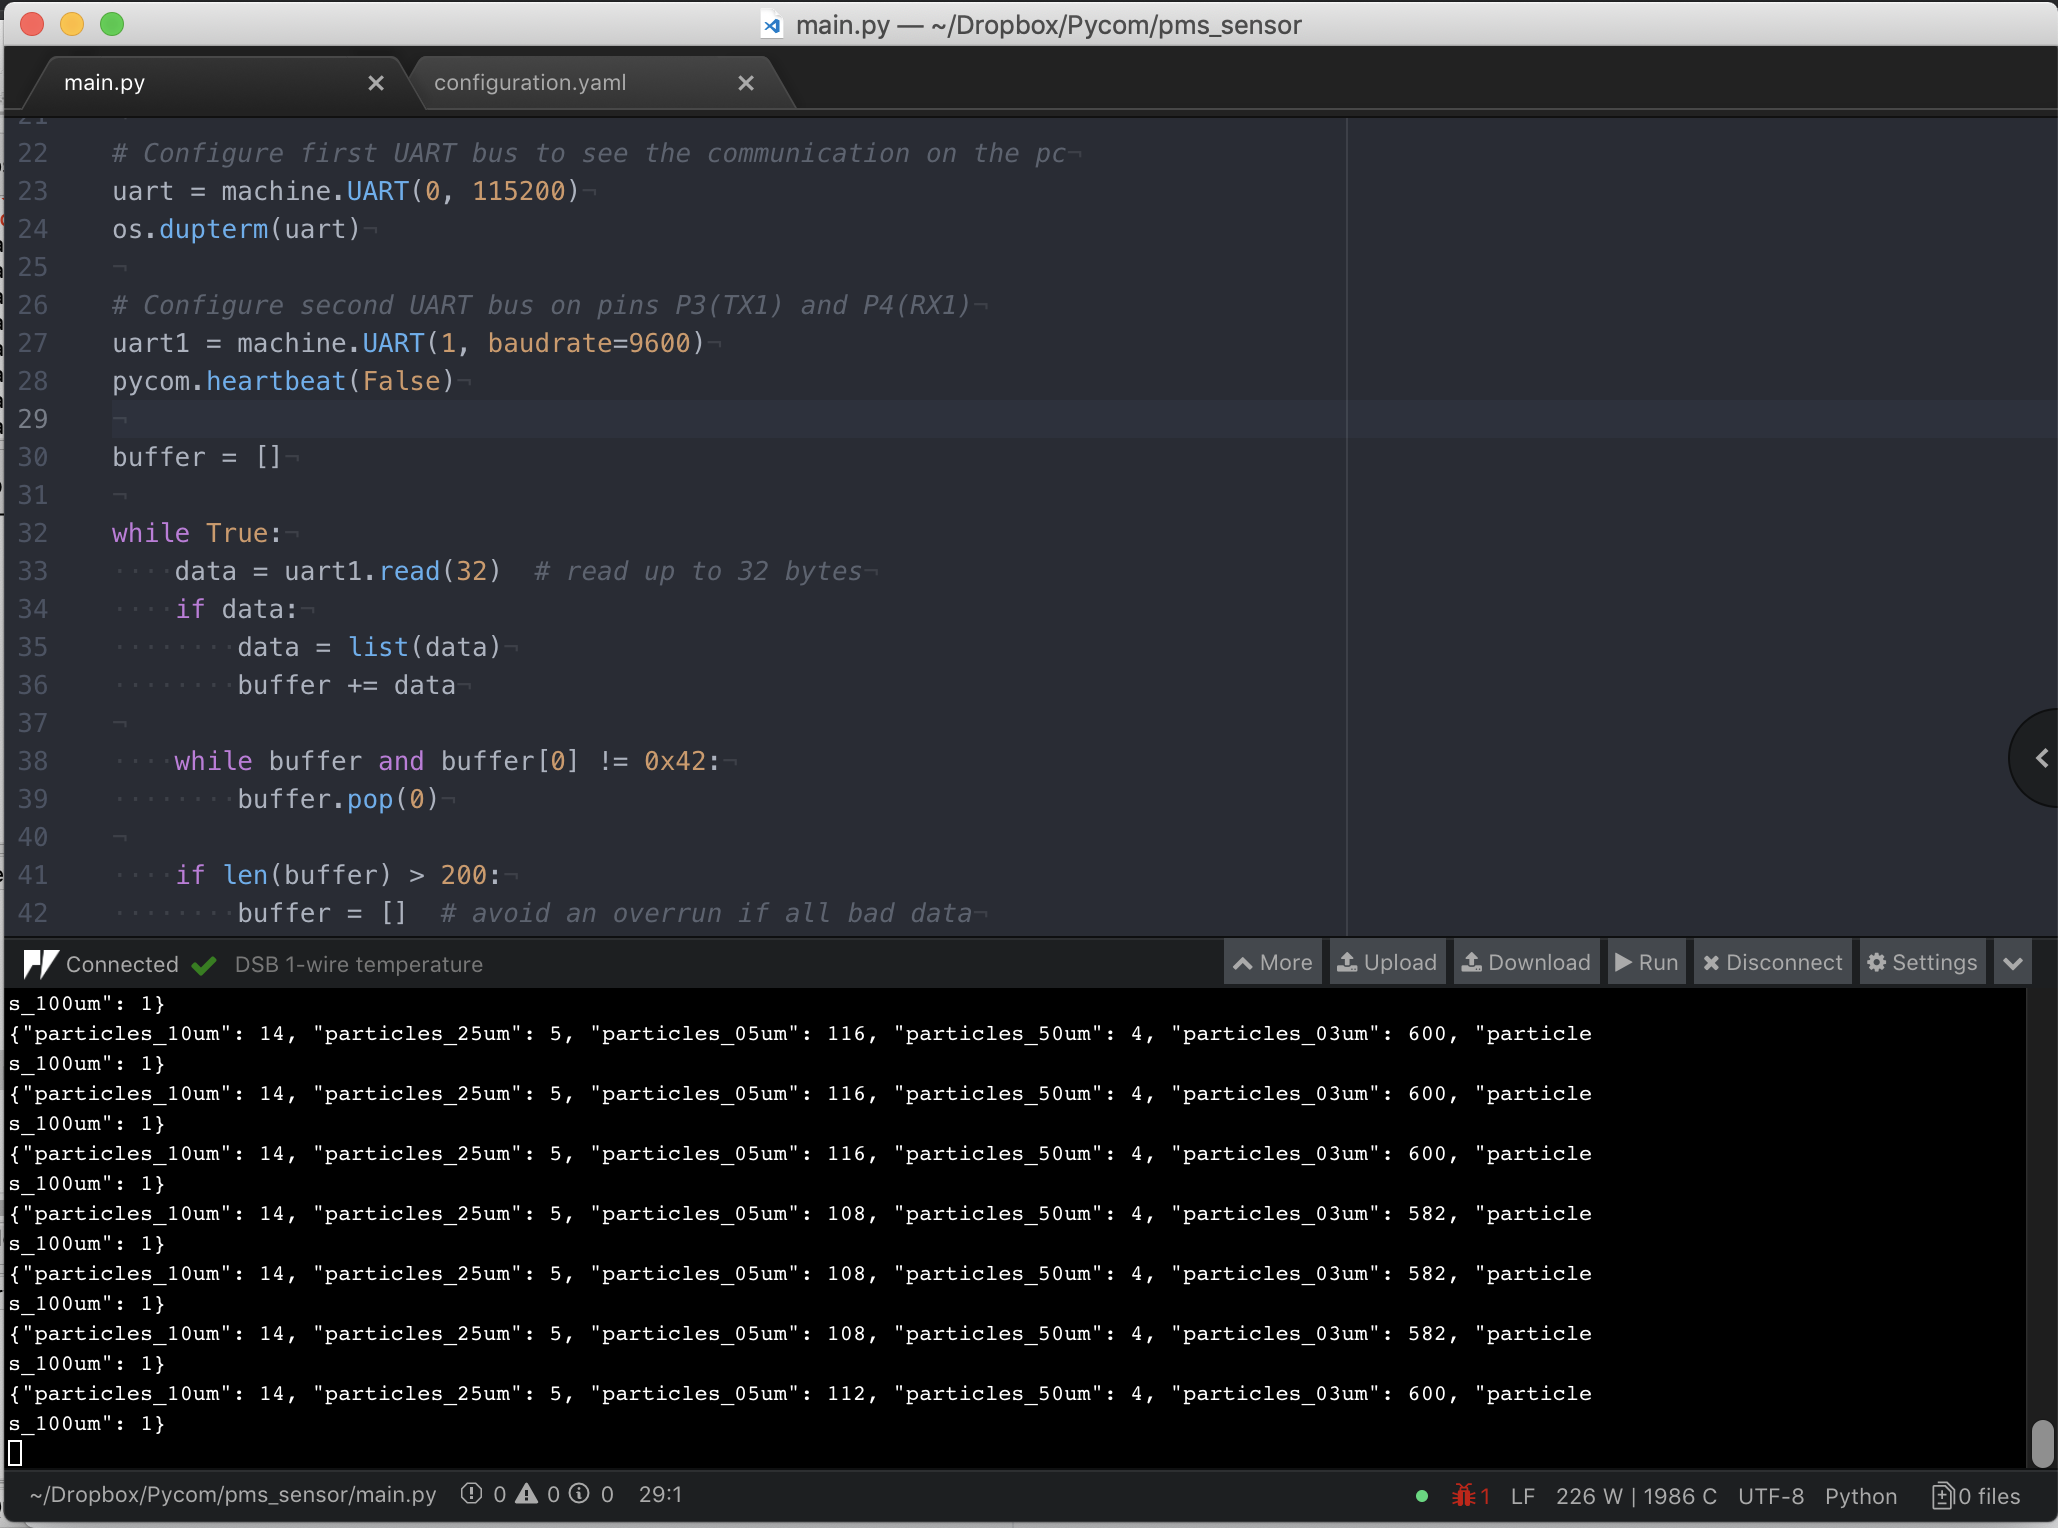 main.py — ~/Dropbox/Pycom/pms_sensor
main.py
configuration.yaml
21
22 # Configure first UART bus to see the communication on the pc¬
23 uart = machine.UART(0, 115200)¬
24 os.dupterm(uart)¬
25 ¬
26 # Configure second UART bus on pins P3(TX1) and P4(RX1)¬
27 uart1 = machine.UART(1, baudrate=9600)¬
28 pycom.heartbeat(False)¬
29 ¬
30 buffer = []¬
31 ¬
32 while True:¬
33 ····data = uart1.read(32)  # read up to 32 bytes¬
34 ····if data:¬
35 ········data = list(data)¬
36 ········buffer += data¬
37 ¬
38 ····while buffer and buffer[0] != 0x42:¬
39 ········buffer.pop(0)¬
40 ¬
41 ····if len(buffer) > 200:¬
42 ········buffer = []  # avoid an overrun if all bad data¬
Connected DSB 1-wire temperature More Upload Download Run Disconnect Settings
s_100um": 1}
{"particles_10um": 14, "particles_25um": 5, "particles_05um": 116, "particles_50um": 4, "particles_03um": 600, "particle
s_100um": 1}
{"particles_10um": 14, "particles_25um": 5, "particles_05um": 116, "particles_50um": 4, "particles_03um": 600, "particle
s_100um": 1}
{"particles_10um": 14, "particles_25um": 5, "particles_05um": 116, "particles_50um": 4, "particles_03um": 600, "particle
s_100um": 1}
{"particles_10um": 14, "particles_25um": 5, "particles_05um": 108, "particles_50um": 4, "particles_03um": 582, "particle
s_100um": 1}
{"particles_10um": 14, "particles_25um": 5, "particles_05um": 108, "particles_50um": 4, "particles_03um": 582, "particle
s_100um": 1}
{"particles_10um": 14, "particles_25um": 5, "particles_05um": 108, "particles_50um": 4, "particles_03um": 582, "particle
s_100um": 1}
{"particles_10um": 14, "particles_25um": 5, "particles_05um": 112, "particles_50um": 4, "particles_03um": 600, "particle
s_100um": 1}
~/Dropbox/Pycom/pms_sensor/main.py 0 0 0 29:1 1 LF 226 W | 1986 C UTF-8 Python 0 files